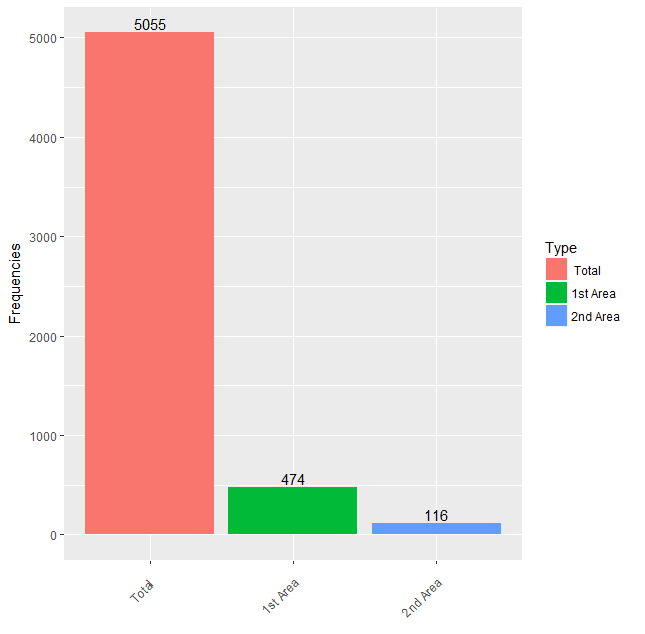 5055
5000
4000
3000
2000
1000
0
474
116
Frequencies
Total
1st Area
2nd Area
Type
Total
1st Area
2nd Area